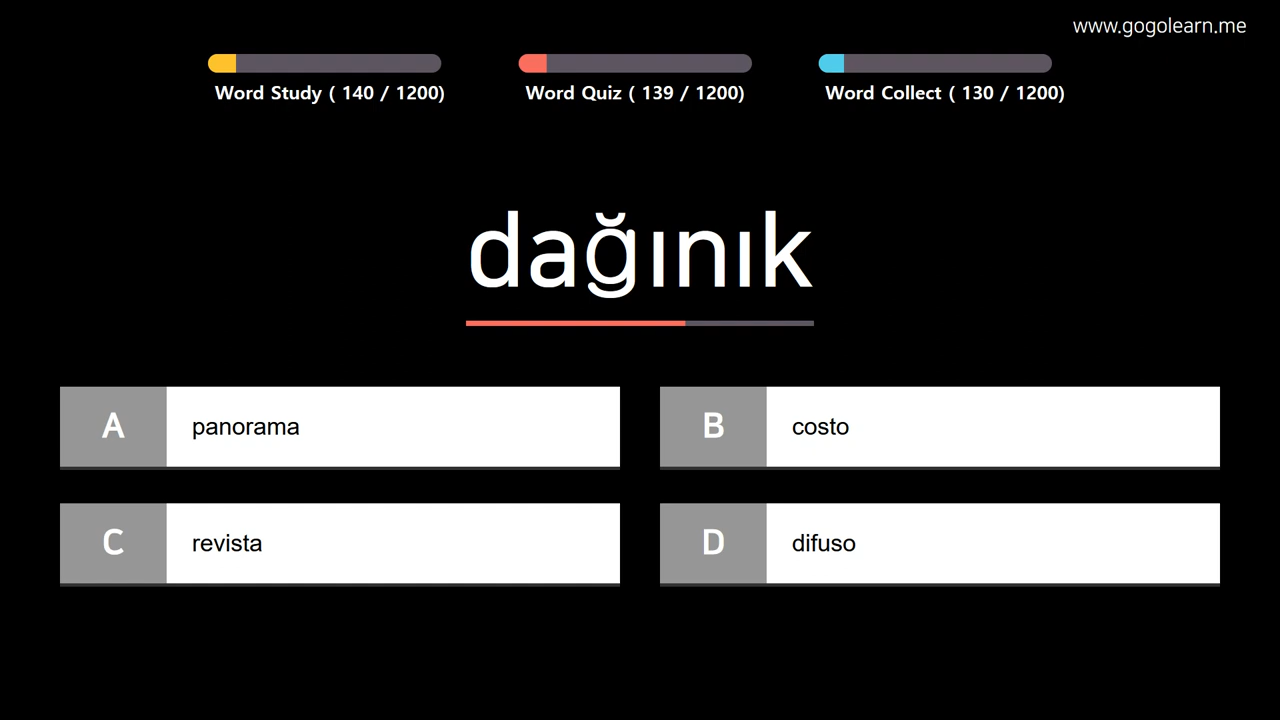 www.gogolearn.me
Word Study ( 140 / 1200)
Word Quiz ( 139 / 1200)
Word Collect ( 130 / 1200)
dağınık
A panorama
B costo
C revista
D difuso